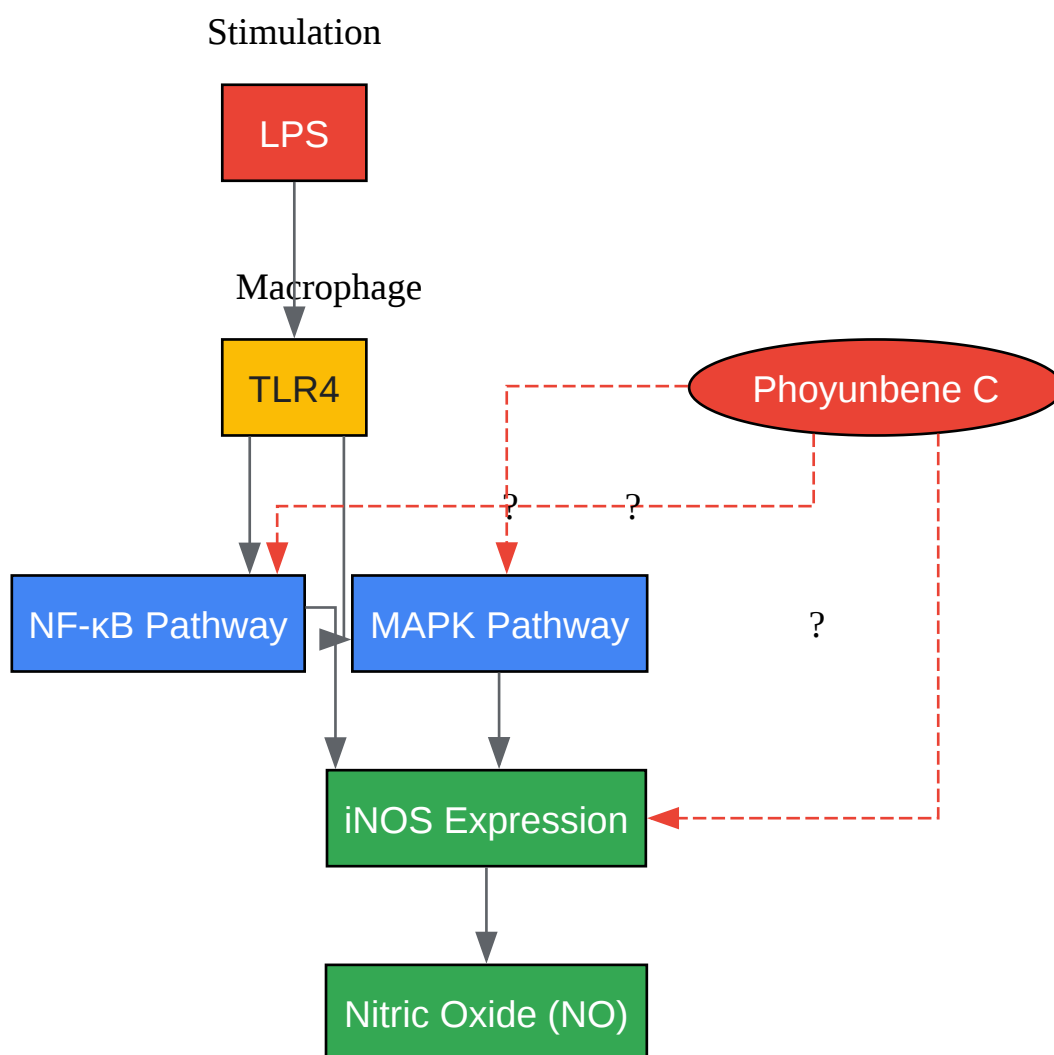 Stimulation
LPS
Macrophage
TLR4
Phoyunbene C
?
?
NF-κB Pathway
MAPK Pathway
?
iNOS Expression
Nitric Oxide (NO)